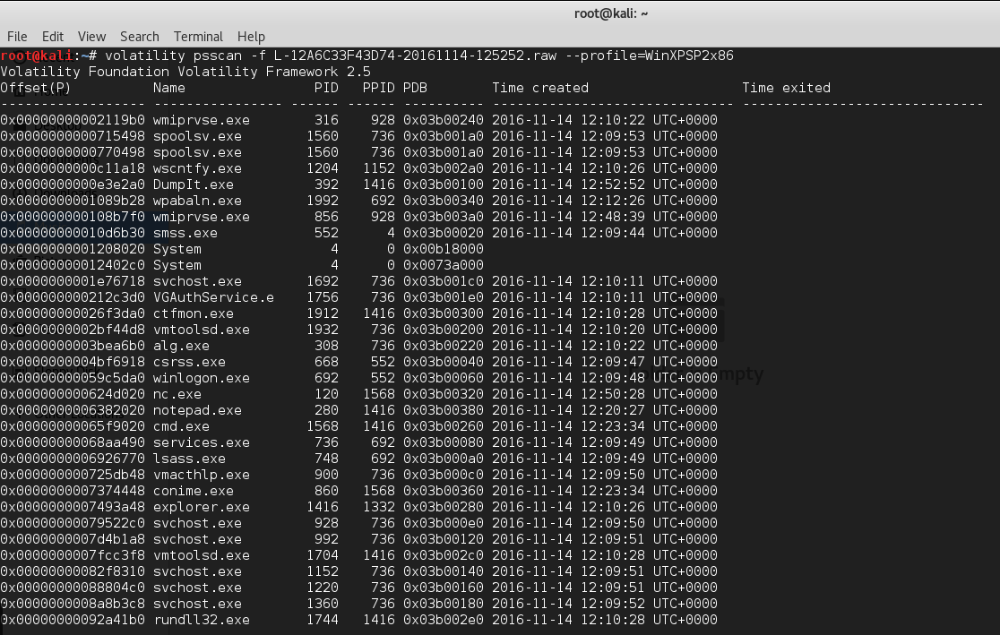 root@kali: ~
File Edit View Search Terminal Help
root@kali:~# volatility psscan -f L-12A6C33F43D74-20161114-125252.raw --profile=WinXPSP2x86
Volatility Foundation Volatility Framework 2.5
Offset(P) Name PID PPID PDB Time created Time exited
------------------ ---------------- ------ ------ ---------- ------------------------------ ------------------------------
0x00000000002119b0 wmiprvse.exe 316 928 0x03b00240 2016-11-14 12:10:22 UTC+0000
0x0000000000715498 spoolsv.exe 1560 736 0x03b001a0 2016-11-14 12:09:53 UTC+0000
0x0000000000770498 spoolsv.exe 1560 736 0x03b001a0 2016-11-14 12:09:53 UTC+0000
0x0000000000c11a18 wscntfy.exe 1204 1152 0x03b002a0 2016-11-14 12:10:26 UTC+0000
0x0000000000e3e2a0 DumpIt.exe 392 1416 0x03b00100 2016-11-14 12:52:52 UTC+0000
0x0000000001089b28 wpabaln.exe 1992 692 0x03b00340 2016-11-14 12:12:26 UTC+0000
0x000000000108b7f0 wmiprvse.exe 856 928 0x03b003a0 2016-11-14 12:48:39 UTC+0000
0x00000000010d6b30 smss.exe 552 4 0x03b00020 2016-11-14 12:09:44 UTC+0000
0x0000000001208020 System 4 0 0x00b18000
0x00000000012402c0 System 4 0 0x0073a000
0x0000000001e76718 svchost.exe 1692 736 0x03b001c0 2016-11-14 12:10:11 UTC+0000
0x000000000212c3d0 VGAuthService.e 1756 736 0x03b001e0 2016-11-14 12:10:11 UTC+0000
0x00000000026f3da0 ctfmon.exe 1912 1416 0x03b00300 2016-11-14 12:10:28 UTC+0000
0x0000000002bf44d8 vmtoolsd.exe 1932 736 0x03b00200 2016-11-14 12:10:20 UTC+0000
0x0000000003bea6b0 alg.exe 308 736 0x03b00220 2016-11-14 12:10:22 UTC+0000
0x0000000004bf6918 csrss.exe 668 552 0x03b00040 2016-11-14 12:09:47 UTC+0000
0x00000000059c5da0 winlogon.exe 692 552 0x03b00060 2016-11-14 12:09:48 UTC+0000
0x000000000624d020 nc.exe 120 1568 0x03b00320 2016-11-14 12:50:28 UTC+0000
0x0000000006382020 notepad.exe 280 1416 0x03b00380 2016-11-14 12:20:27 UTC+0000
0x00000000065f9020 cmd.exe 1568 1416 0x03b00260 2016-11-14 12:23:34 UTC+0000
0x00000000068aa490 services.exe 736 692 0x03b00080 2016-11-14 12:09:49 UTC+0000
0x0000000006926770 lsass.exe 748 692 0x03b000a0 2016-11-14 12:09:49 UTC+0000
0x000000000725db48 vmacthlp.exe 900 736 0x03b000c0 2016-11-14 12:09:50 UTC+0000
0x0000000007374448 conime.exe 860 1568 0x03b00360 2016-11-14 12:23:34 UTC+0000
0x0000000007493a48 explorer.exe 1416 1332 0x03b00280 2016-11-14 12:10:26 UTC+0000
0x00000000079522c0 svchost.exe 928 736 0x03b000e0 2016-11-14 12:09:50 UTC+0000
0x0000000007d4b1a8 svchost.exe 992 736 0x03b00120 2016-11-14 12:09:51 UTC+0000
0x0000000007fcc3f8 vmtoolsd.exe 1704 1416 0x03b002c0 2016-11-14 12:10:28 UTC+0000
0x00000000082f8310 svchost.exe 1152 736 0x03b00140 2016-11-14 12:09:51 UTC+0000
0x00000000088804c0 svchost.exe 1220 736 0x03b00160 2016-11-14 12:09:51 UTC+0000
0x0000000008a8b3c8 svchost.exe 1360 736 0x03b00180 2016-11-14 12:09:52 UTC+0000
0x00000000092a41b0 rundll32.exe 1744 1416 0x03b002e0 2016-11-14 12:10:28 UTC+0000